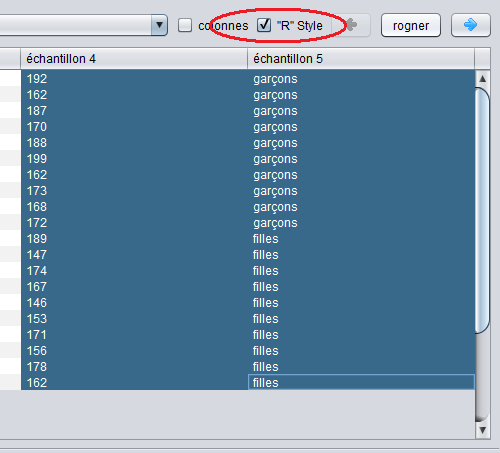 colonnes "R" Style rogner
échantillon 4 échantillon 5
192 garçons
162 garçons
187 garçons
170 garçons
188 garçons
199 garçons
162 garçons
173 garçons
168 garçons
172 garçons
189 filles
147 filles
174 filles
167 filles
146 filles
153 filles
171 filles
156 filles
178 filles
162 filles